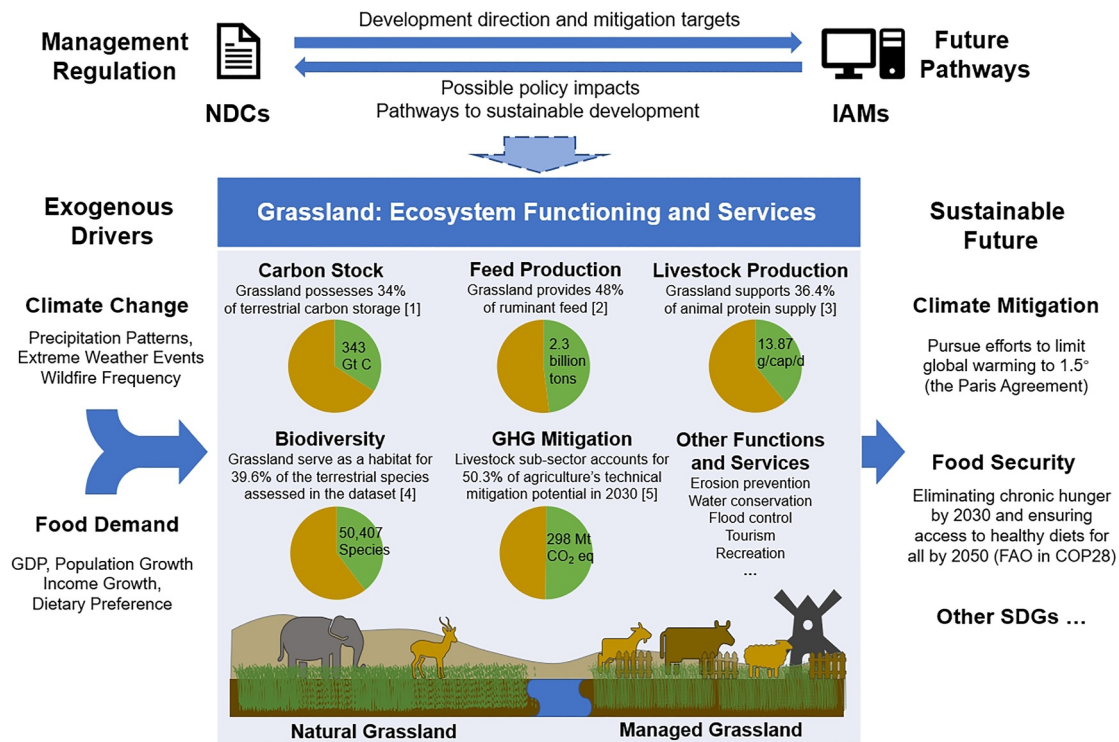 Management
Regulation
NDCs
Development direction and mitigation targets
Possible policy impacts
Pathways to sustainable development
IAMs
Future
Pathways
Exogenous
Drivers
Climate Change
Precipitation Patterns,
Extreme Weather Events
Wildfire Frequency
Food Demand
GDP, Population Growth
Income Growth,
Dietary Preference
Grassland: Ecosystem Functioning and Services
Carbon Stock
Grassland possesses 34%
of terrestrial carbon storage [1]
343
Gt C
Feed Production
Grassland provides 48%
of ruminant feed [2]
2.3
billion
tons
Livestock Production
Grassland supports 36.4%
of animal protein supply [3]
13.87
g/cap/d
Biodiversity
Grassland serve as a habitat for
39.6% of the terrestrial species
assessed in the dataset [4]
50,407
Species
GHG Mitigation
Livestock sub-sector accounts for
50.3% of agriculture's technical
mitigation potential in 2030 [5]
298 Mt
CO₂ eq
Other Functions
and Services
Erosion prevention
Water conservation
Flood control
Tourism
Recreation
...
Natural Grassland
Managed Grassland
Sustainable
Future
Climate Mitigation
Pursue efforts to limit
global warming to 1.5°
(the Paris Agreement)
Food Security
Eliminating chronic hunger
by 2030 and ensuring
access to healthy diets for
all by 2050 (FAO in COP28)
Other SDGs ...